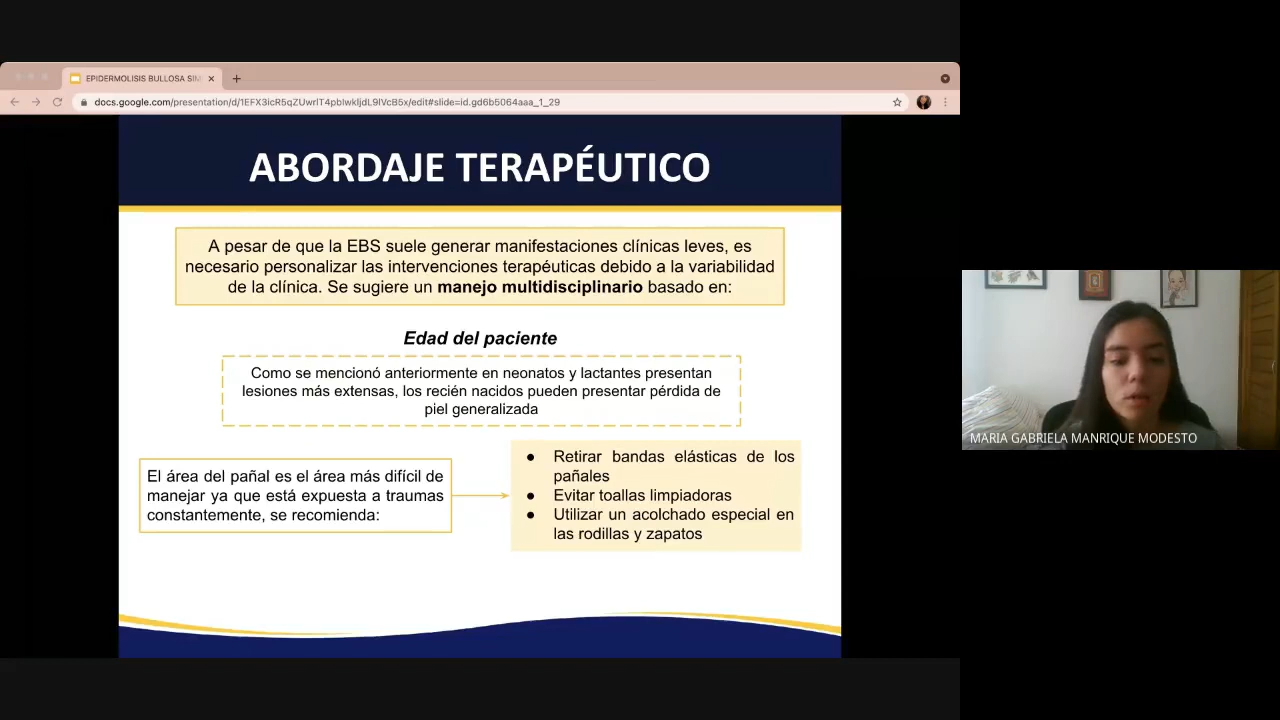 EPIDERMOLISIS BULLOSA SIM
docs.google.com/presentation/d/1EFX3icR5qZUwrlT4pblwkljdL9lVcB5x/edit#slide=id.gd6b5064aaa_1_29
ABORDAJE TERAPÉUTICO
A pesar de que la EBS suele generar manifestaciones clínicas leves, es
necesario personalizar las intervenciones terapéuticas debido a la variabilidad
de la clínica. Se sugiere un manejo multidisciplinario basado en:
Edad del paciente
Como se mencionó anteriormente en neonatos y lactantes presentan
lesiones más extensas, los recién nacidos pueden presentar pérdida de
piel generalizada
El área del pañal es el área más difícil de
manejar ya que está expuesta a traumas
constantemente, se recomienda:
● Retirar bandas elásticas de los
pañales
● Evitar toallas limpiadoras
● Utilizar un acolchado especial en
las rodillas y zapatos
MARIA GABRIELA MANRIQUE MODESTO